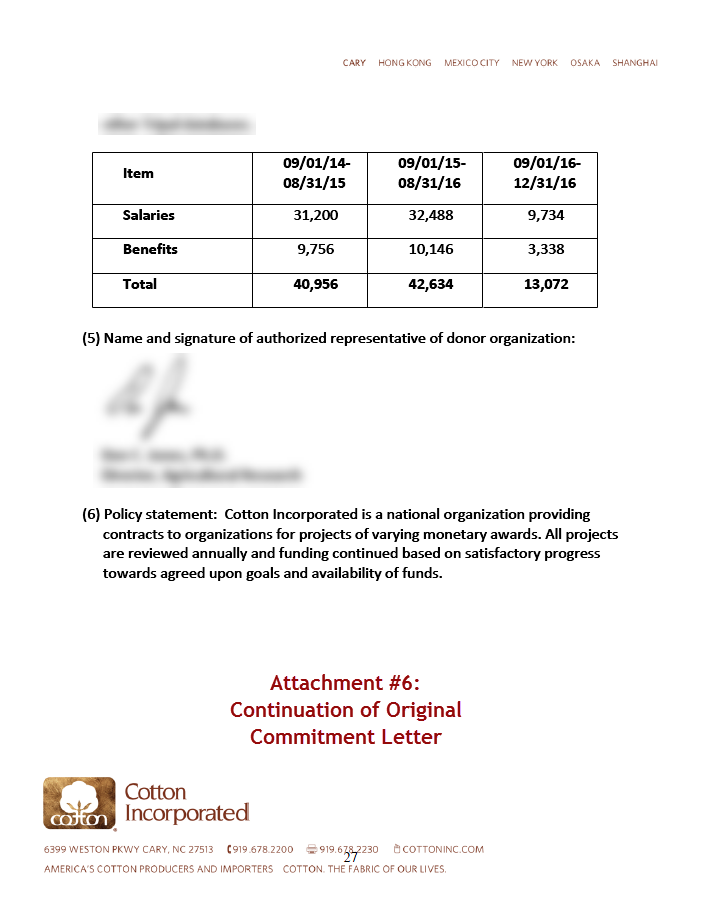 CARY HONG KONG MEXICO CITY NEW YORK OSAKA SHANGHAI
Item 09/01/14- 09/01/15- 09/01/16-
08/31/15 08/31/16 12/31/16
Salaries 31,200 32,488 9,734
Benefits 9,756 10,146 3,338
Total 40,956 42,634 13,072
(5) Name and signature of authorized representative of donor organization:
(6) Policy statement: Cotton Incorporated is a national organization providing
contracts to organizations for projects of varying monetary awards. All projects
are reviewed annually and funding continued based on satisfactory progress
towards agreed upon goals and availability of funds.
Attachment #6:
Continuation of Original
Commitment Letter
cotton
Cotton
Incorporated
6399 WESTON PKWY CARY, NC 27513 919.678.2200 919.678.2230 COTTONINC.COM
27
AMERICA'S COTTON PRODUCERS AND IMPORTERS COTTON. THE FABRIC OF OUR LIVES.